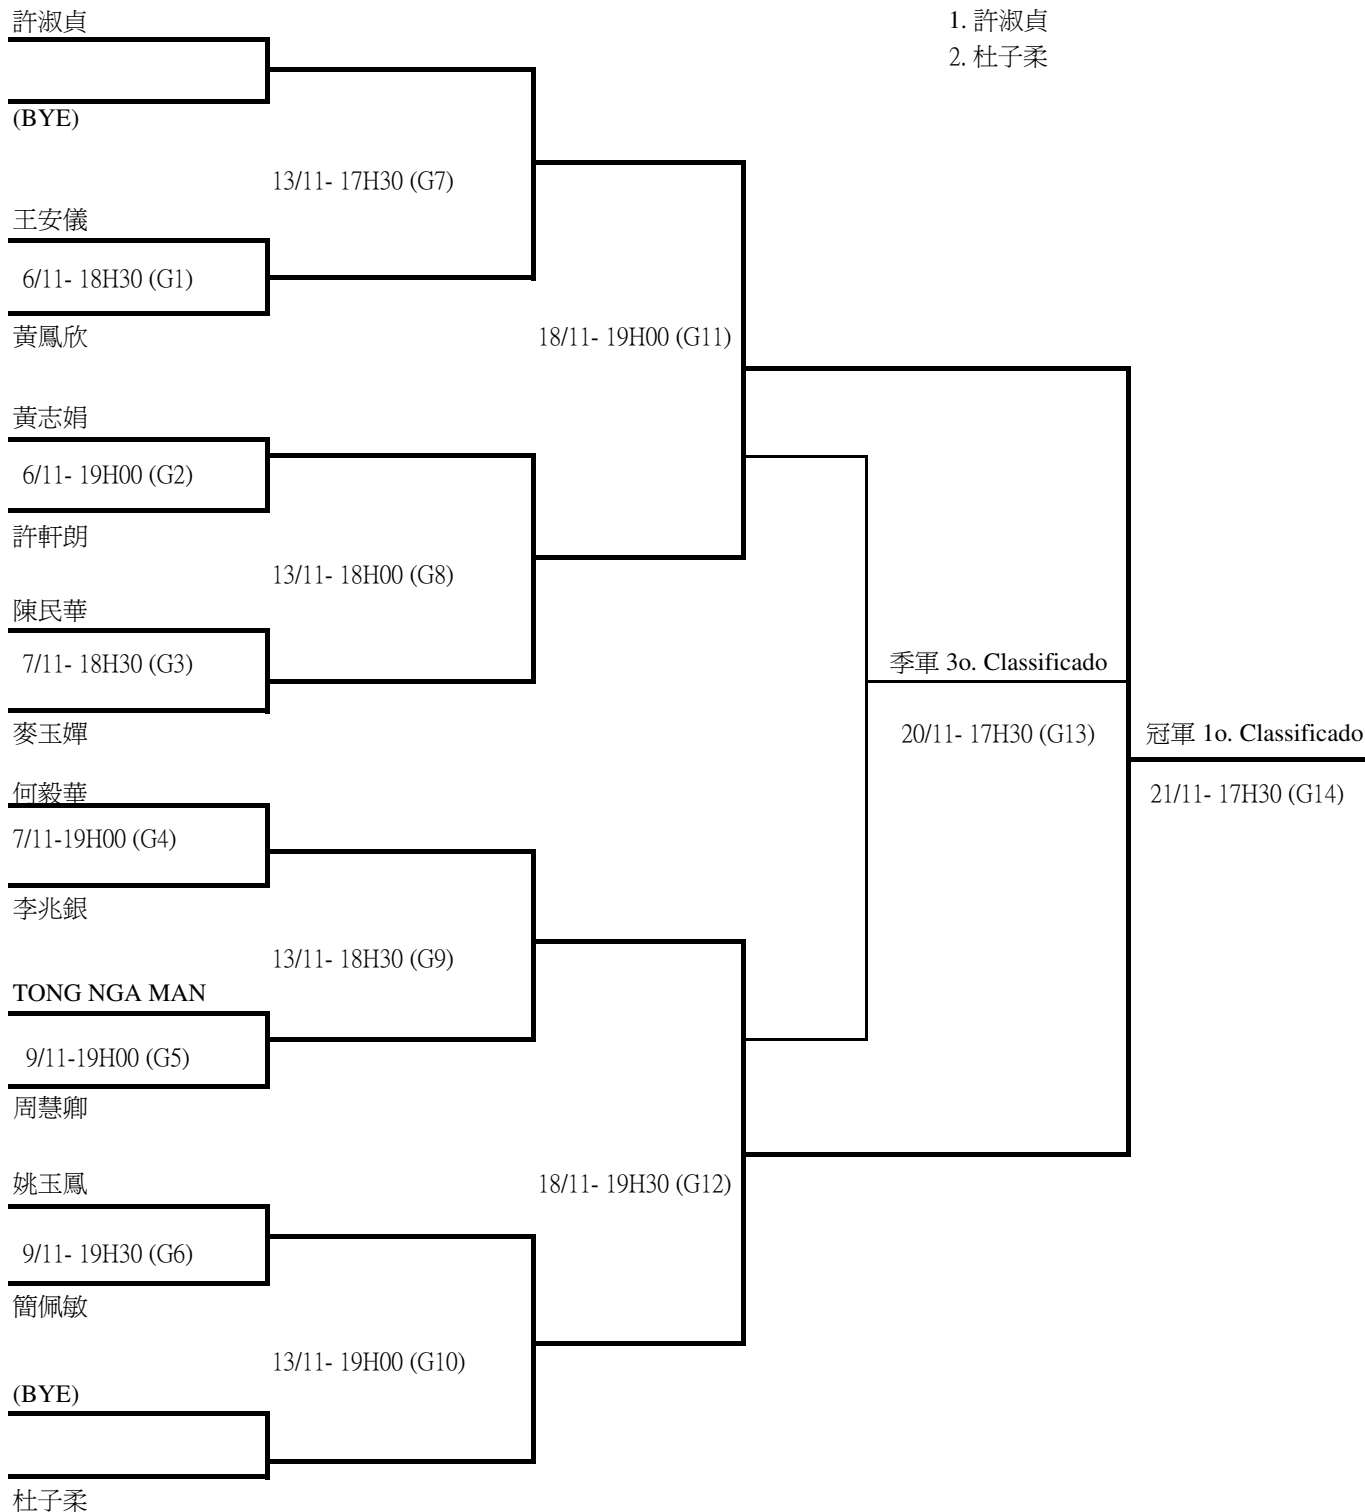 許淑貞
1. 許淑貞
2. 杜子柔
(BYE)
13/11- 17H30 (G7)
王安儀
6/11- 18H30 (G1)
黃鳳欣
18/11- 19H00 (G11)
黃志娟
6/11- 19H00 (G2)
許軒朗
13/11- 18H00 (G8)
陳民華
7/11- 18H30 (G3)
季軍 3o. Classificado
麥玉嬋
20/11- 17H30 (G13)
冠軍 1o. Classificado
何毅華
21/11- 17H30 (G14)
7/11-19H00 (G4)
李兆銀
13/11- 18H30 (G9)
TONG NGA MAN
9/11-19H00 (G5)
周慧卿
姚玉鳳
18/11- 19H30 (G12)
9/11- 19H30 (G6)
簡佩敏
13/11- 19H00 (G10)
(BYE)
杜子柔